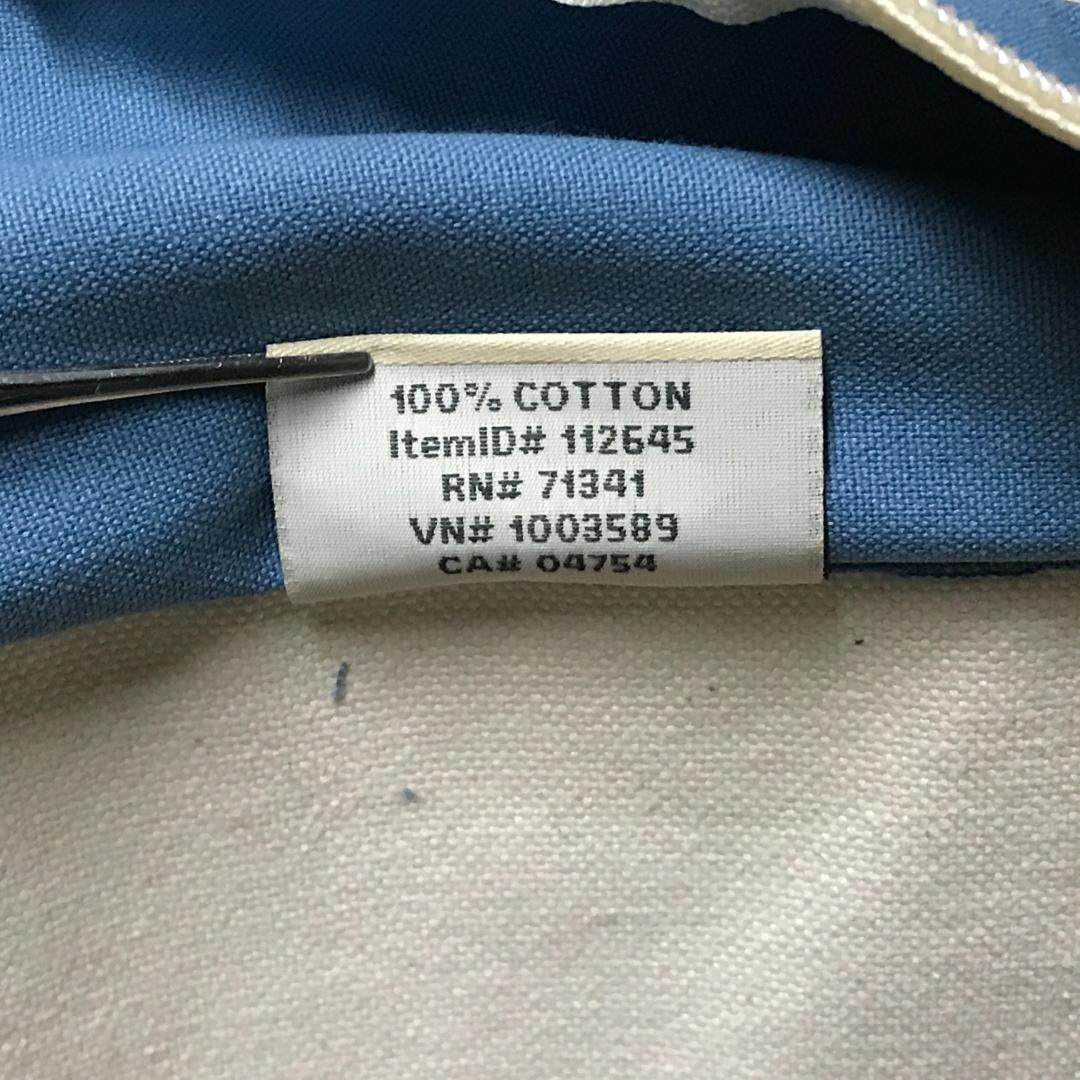 100% COTTON
ItemID# 112645
RN# 71341
VN# 1003589
CA# 04754